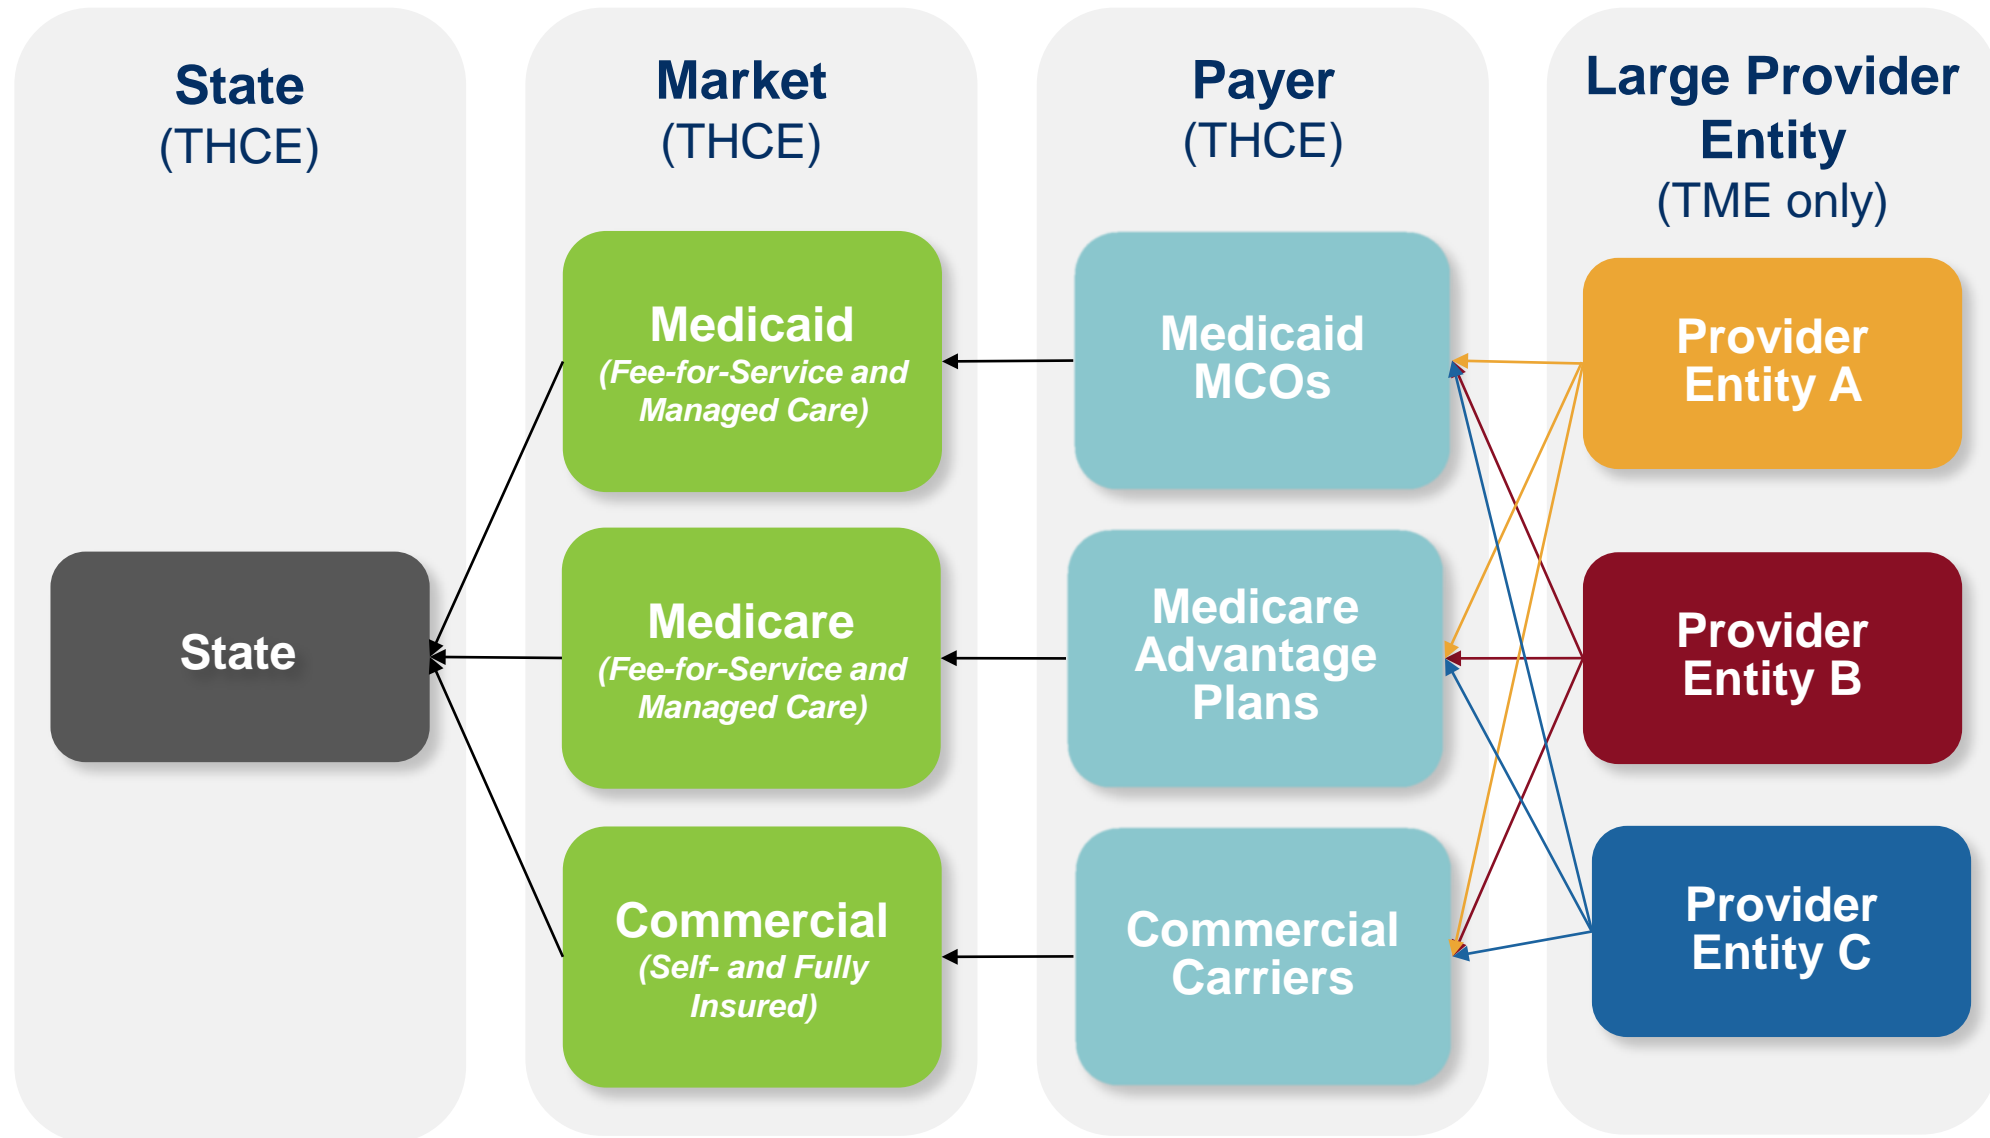 State
(THCE)
Market
(THCE)
Payer
(THCE)
Large Provider
Entity
(TME only)
State
Medicaid
(Fee-for-Service and
Managed Care)
Medicare
(Fee-for-Service and
Managed Care)
Commercial
(Self- and Fully
Insured)
Medicaid
MCOs
Medicare
Advantage
Plans
Commercial
Carriers
Provider
Entity A
Provider
Entity B
Provider
Entity C